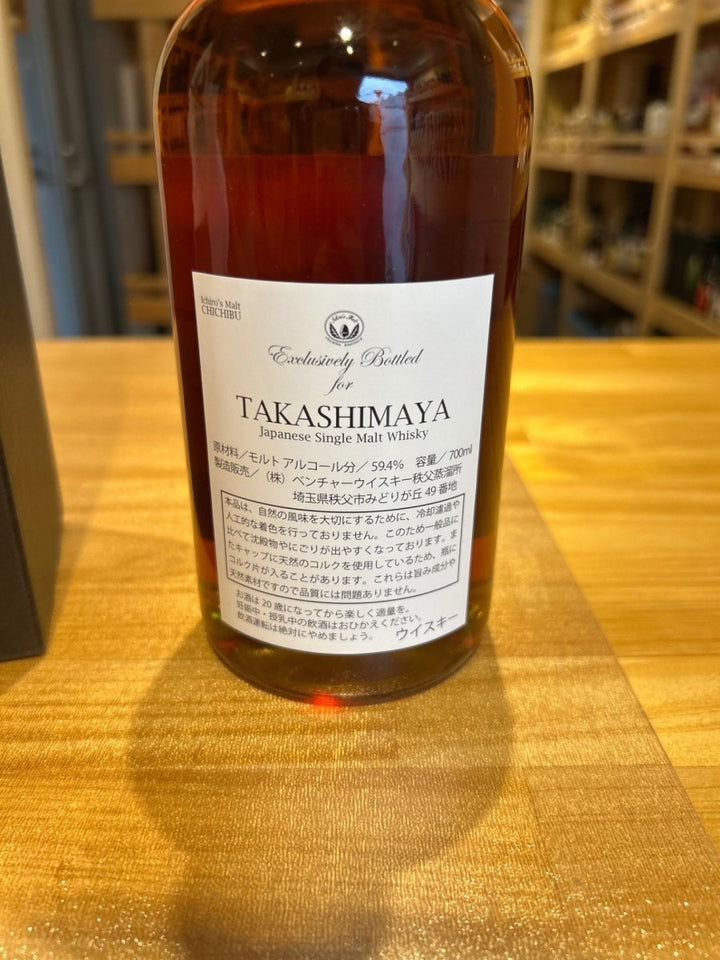 Ichiro's Malt
CHICHIBU
Ichiro's Malt
Exclusively Bottled
for
TAKASHIMAYA
Japanese Single Malt Whisky
原材料／モルト アルコール分／59.4% 容量／700ml
製造販売／（株）ベンチャーウイスキー秩父蒸溜所
埼玉県秩父市みどりが丘49番地
本品は、自然の風味を大切にするために、冷却濾過や
人工的な着色を行っておりません。このため一般品に
比べて沈殿物やにごりが出やすくなっております。ま
たキャップに天然のコルクを使用しているため、瓶に
コルク片が入ることがあります。これらは旨み成分や
天然素材ですので品質には問題ありません。
お酒は20歳になってから楽しく適量を。
妊娠中・授乳中の飲酒はおひかえください。
飲酒運転は絶対にやめましょう。 ウイスキー